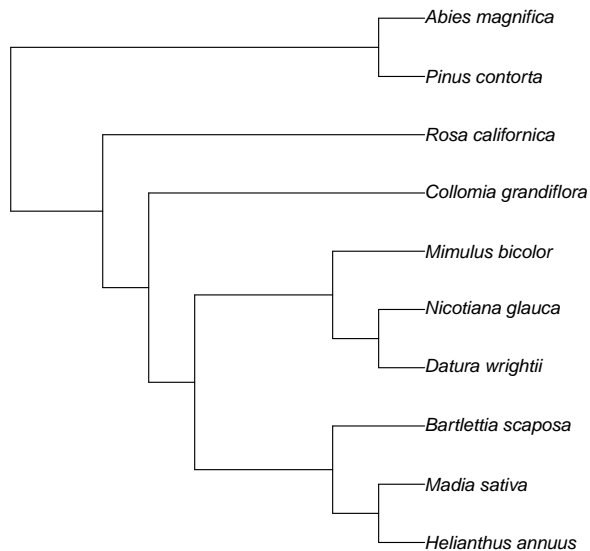 Abies magnifica
Pinus contorta
Rosa californica
Collomia grandiflora
Mimulus bicolor
Nicotiana glauca
Datura wrightii
Bartlettia scaposa
Madia sativa
Helianthus annuus